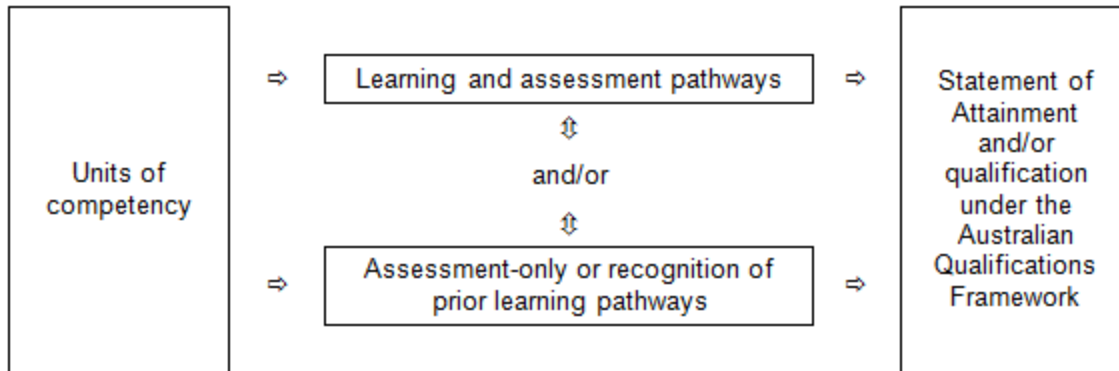 Units of
competency
Learning and assessment pathways
and/or
Assessment-only or recognition of
prior learning pathways
Statement of
Attainment
and/or
qualification
under the
Australian
Qualifications
Framework